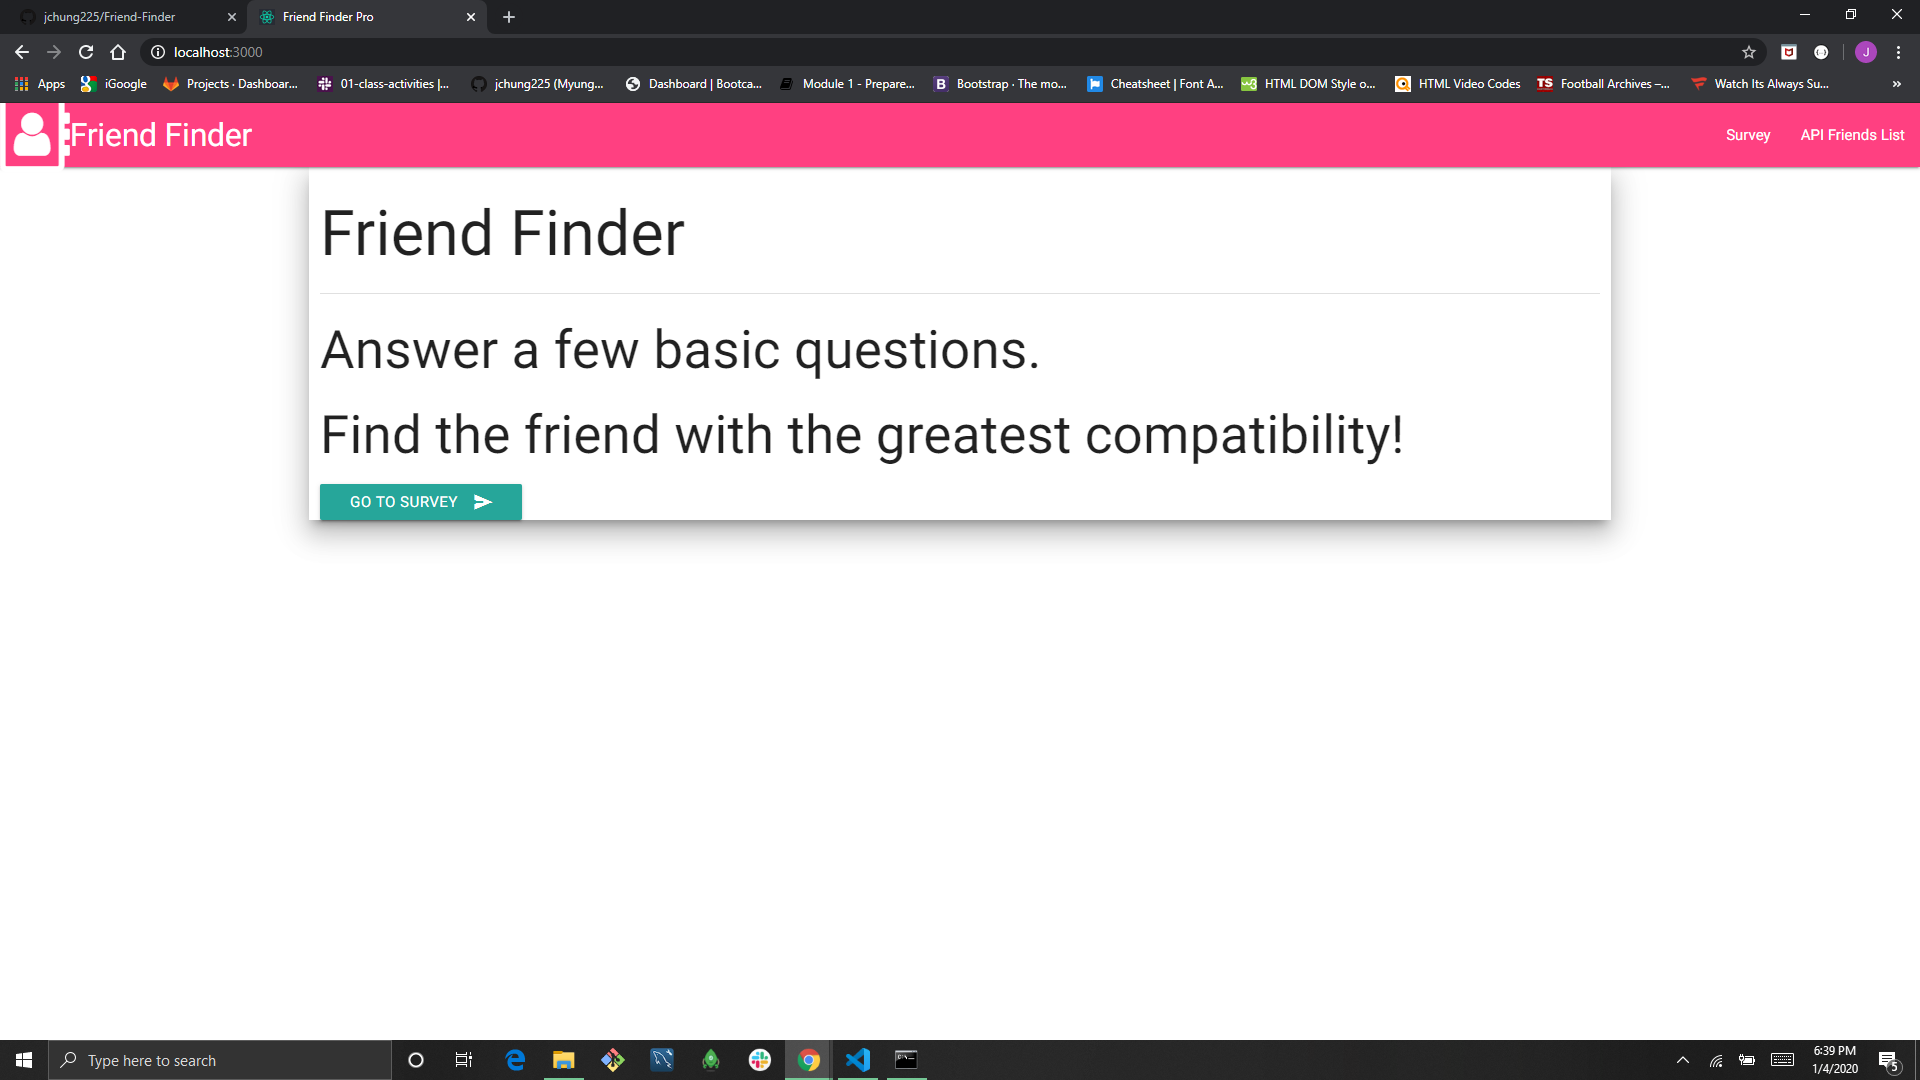 jchung225/Friend-Finder
Friend Finder Pro
localhost:3000
J
Apps
iGoogle
Projects · Dashboar...
01-class-activities |...
jchung225 (Myung...
Dashboard | Bootca...
Module 1 - Prepare...
B
Bootstrap · The mo...
Cheatsheet | Font A...
HTML DOM Style o...
HTML Video Codes
TS
Football Archives –...
Watch Its Always Su...
Friend Finder
Survey
API Friends List
Friend Finder
Answer a few basic questions.
Find the friend with the greatest compatibility!
GO TO SURVEY
Type here to search
6:39 PM
1/4/2020
5